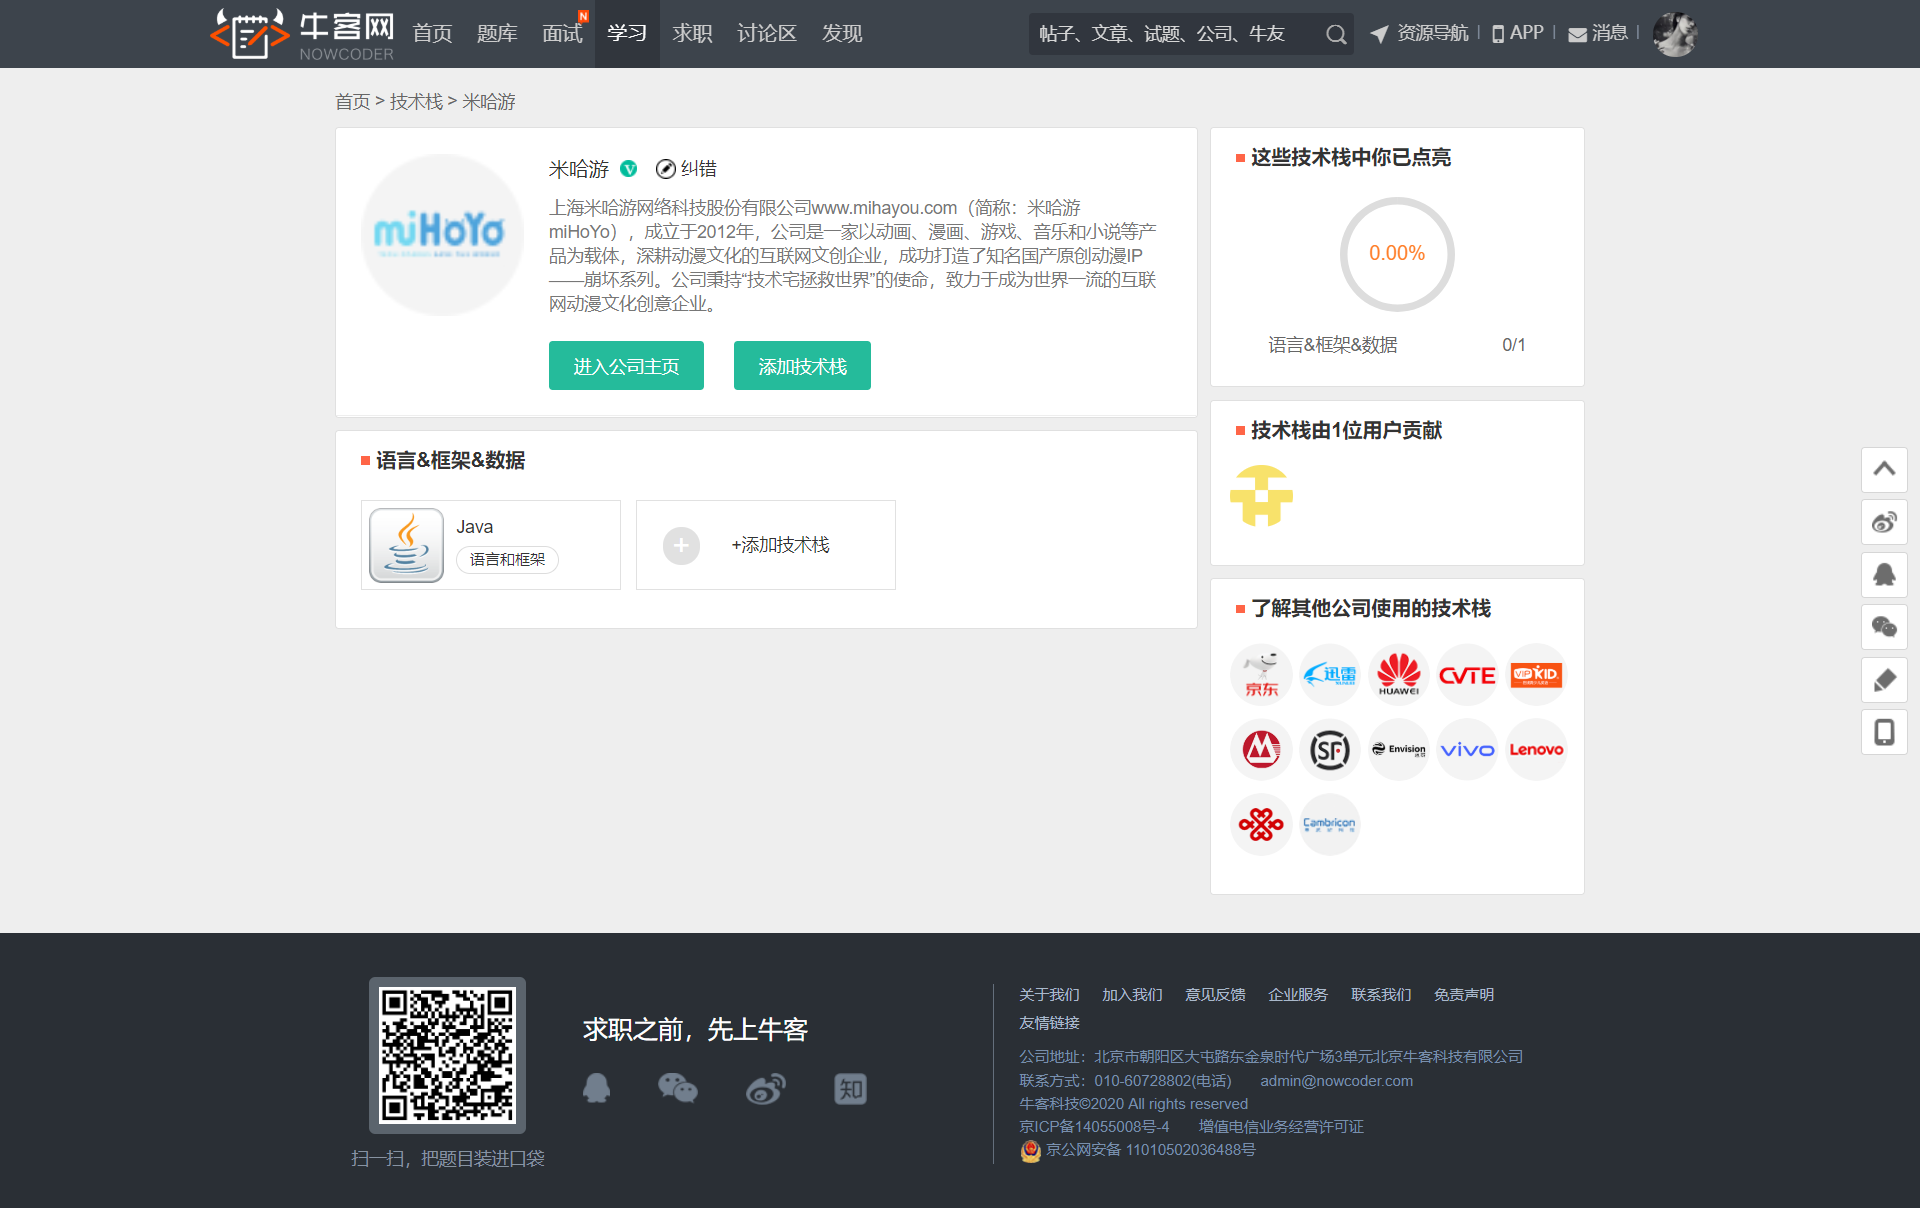 牛客网
NOWCODER
首页
题库
面试
N
学习
求职
讨论区
发现
帖子、文章、试题、公司、牛友
资源导航
APP
消息
首页 > 技术栈 > 米哈游
miHoYo
米哈游
V
纠错
上海米哈游网络科技股份有限公司www.mihayou.com（简称：米哈游
miHoYo），成立于2012年，公司是一家以动画、漫画、游戏、音乐和小说等产
品为载体，深耕动漫文化的互联网文创企业，成功打造了知名国产原创动漫IP
——崩坏系列。公司秉持“技术宅拯救世界”的使命，致力于成为世界一流的互联
网动漫文化创意企业。
进入公司主页
添加技术栈
语言&框架&数据
Java
语言和框架
+添加技术栈
这些技术栈中你已点亮
0.00%
语言&框架&数据
0/1
技术栈由1位用户贡献
了解其他公司使用的技术栈
京东
迅雷
HUAWEI
CVTE
VIPKID
SF
Envision
vivo
Lenovo
Cambricon
求职之前，先上牛客
知
扫一扫，把题目装进口袋
关于我们
加入我们
意见反馈
企业服务
联系我们
免责声明
友情链接
公司地址：北京市朝阳区大屯路东金泉时代广场3单元北京牛客科技有限公司
联系方式：010-60728802(电话)
admin@nowcoder.com
牛客科技©2020 All rights reserved
京ICP备14055008号-4
增值电信业务经营许可证
京公网安备 11010502036488号